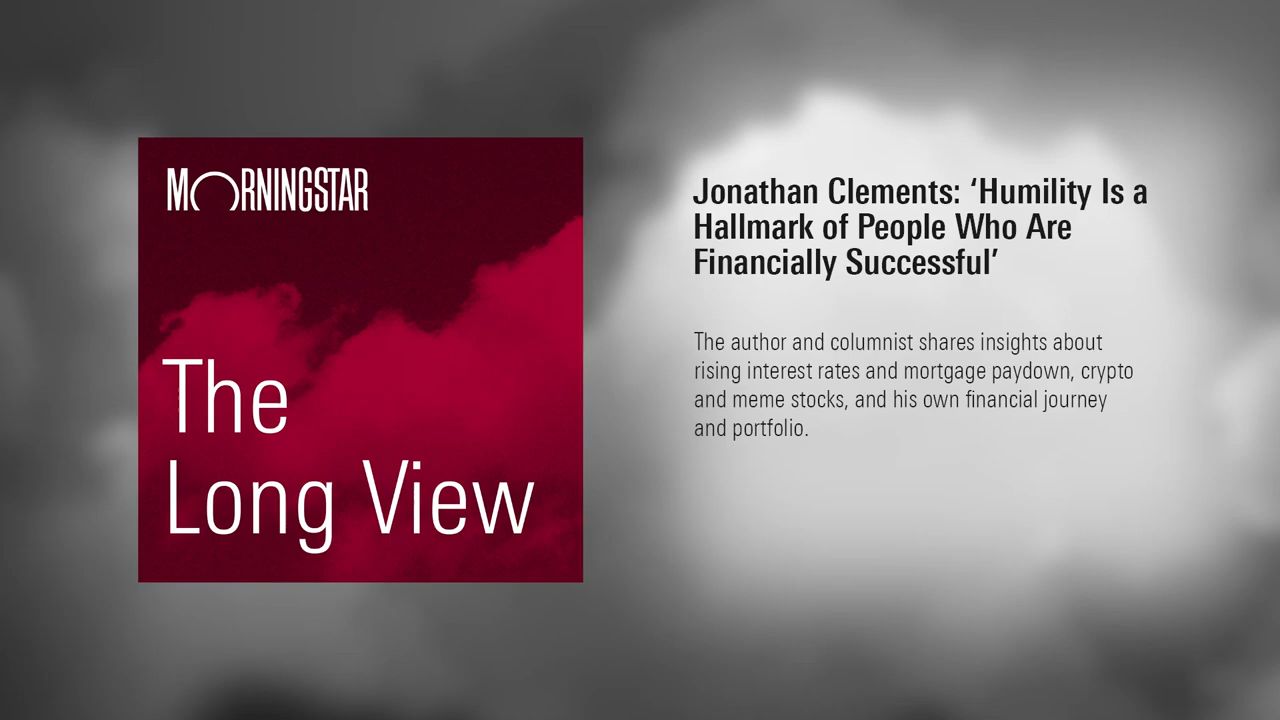 MORNINGSTAR
The
Long View
Jonathan Clements: ‘Humility Is a
Hallmark of People Who Are
Financially Successful’
The author and columnist shares insights about
rising interest rates and mortgage paydown, crypto
and meme stocks, and his own financial journey
and portfolio.